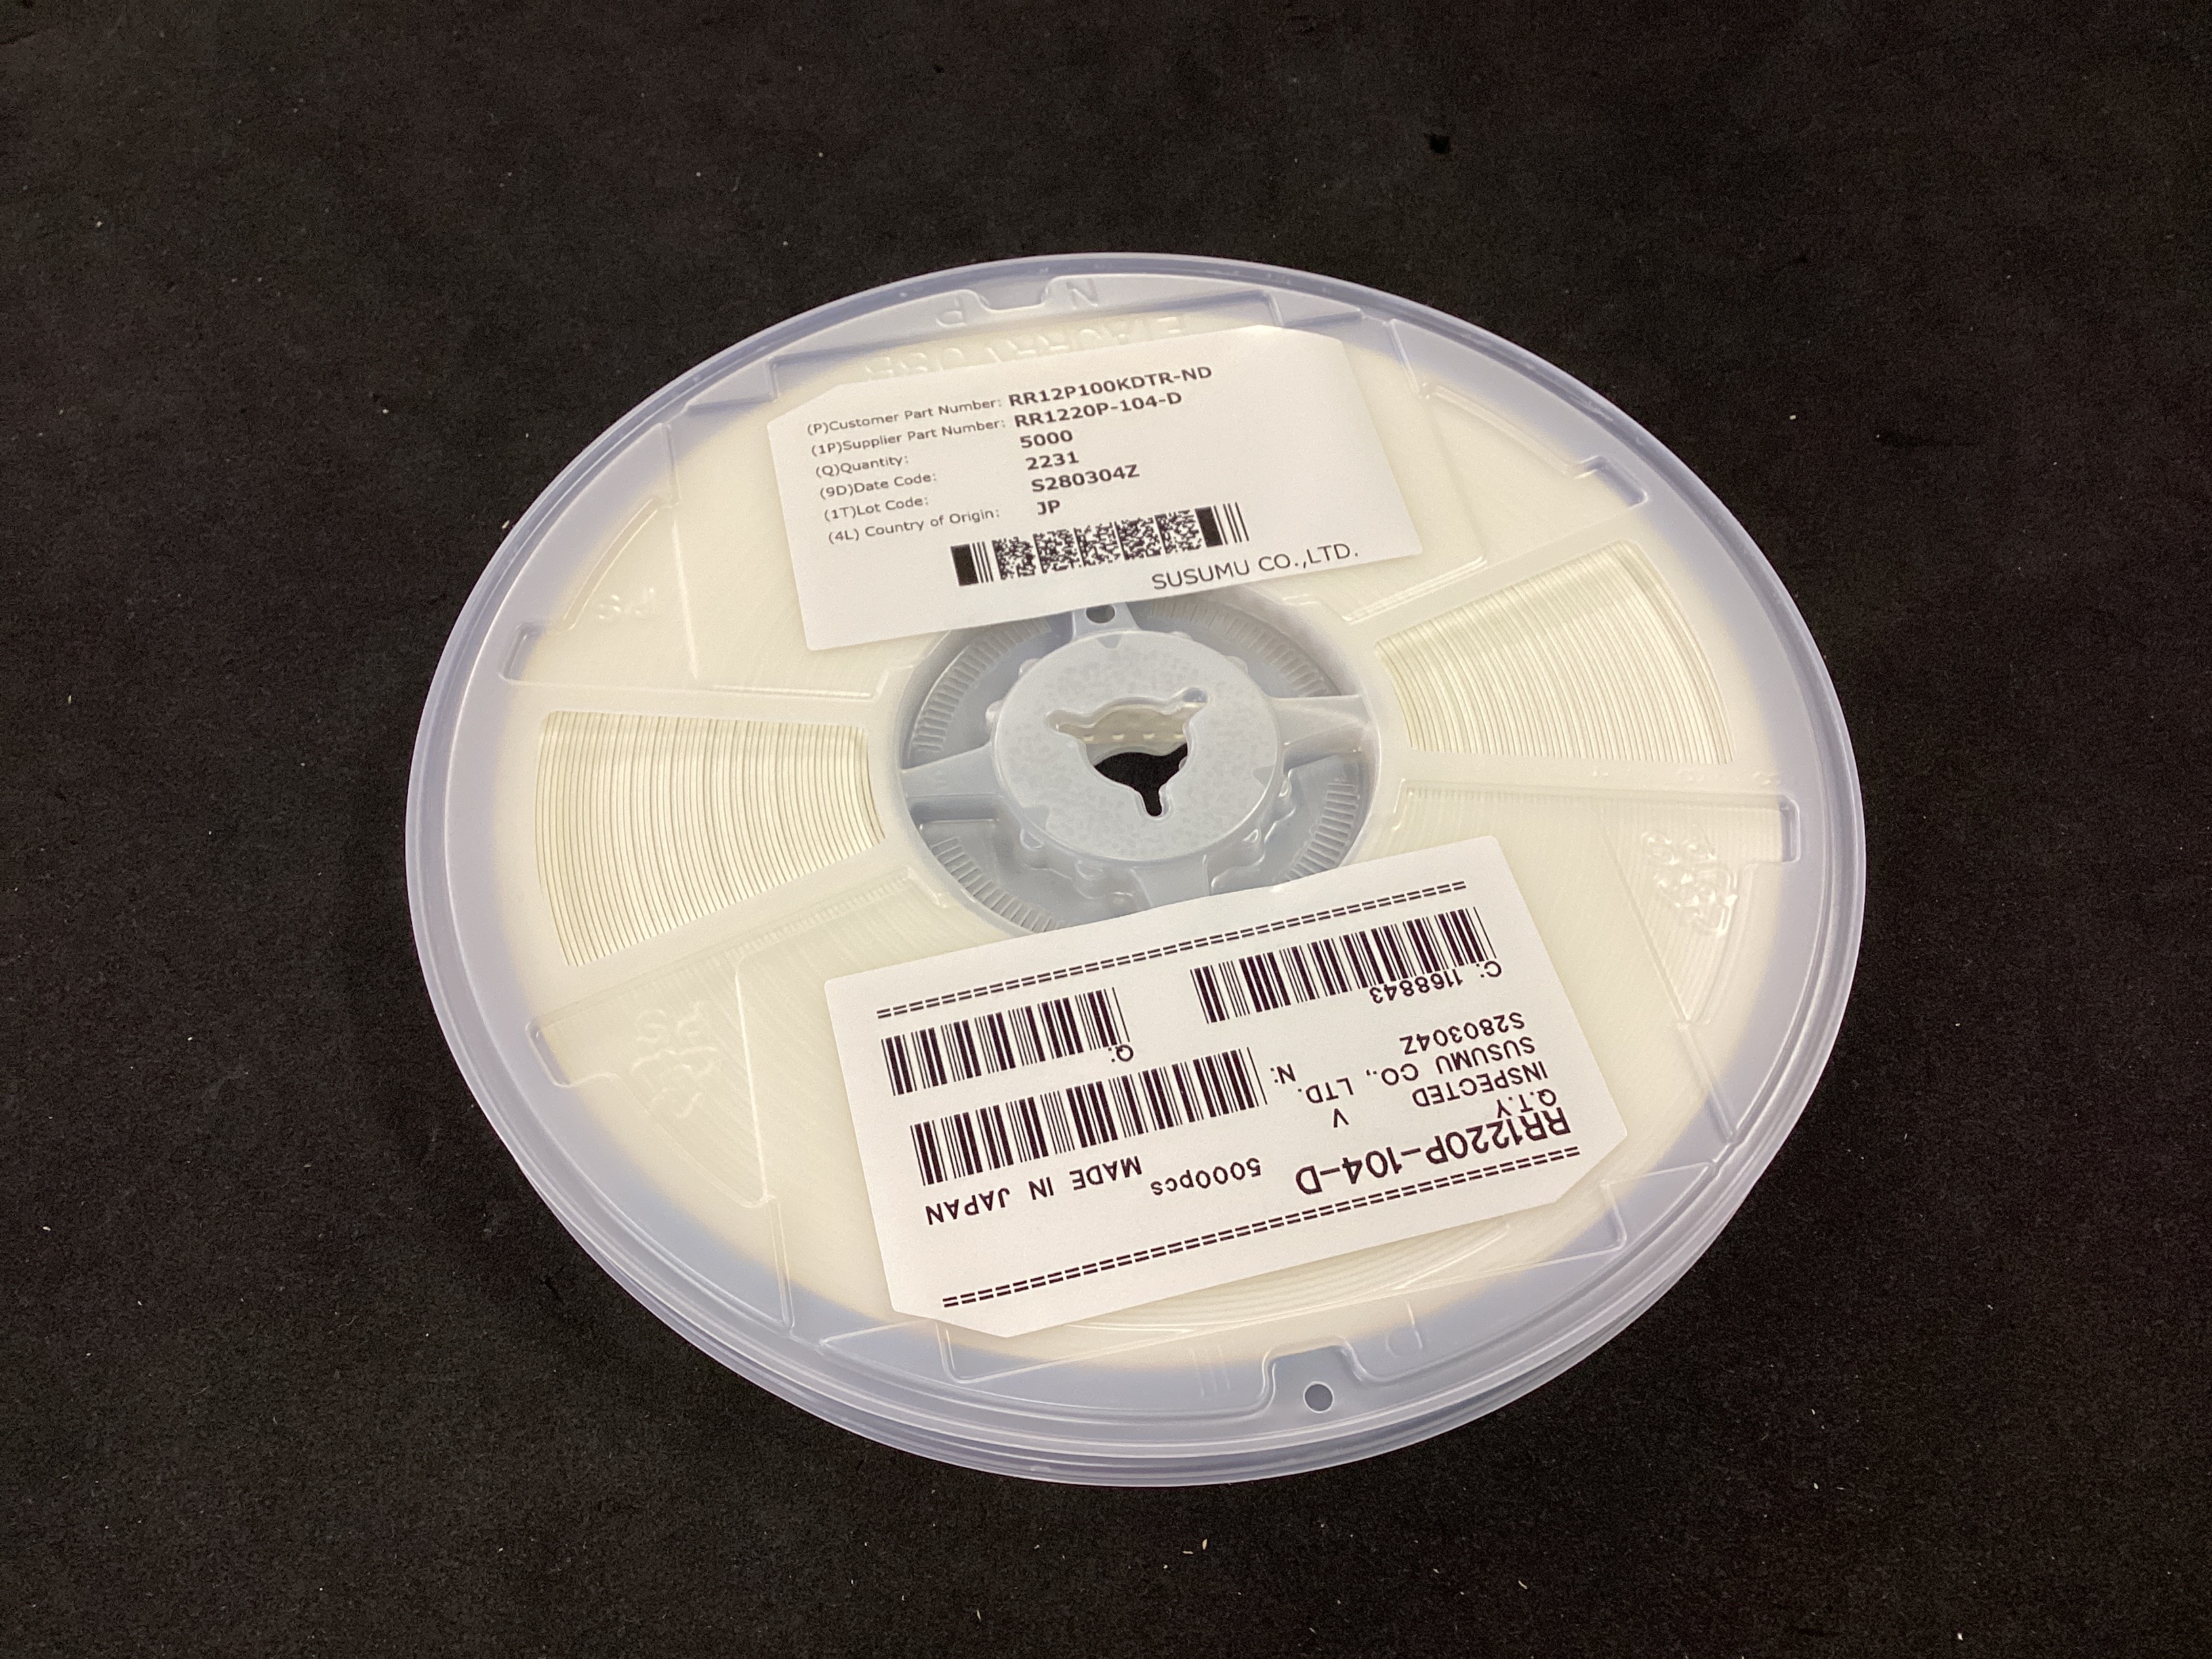 (P)Customer Part Number: RR12P100KDTR-ND
(1P)Supplier Part Number: RR1220P-104-D
(Q)Quantity: 5000
(9D)Date Code: 2231
(1T)Lot Code: S280304Z
(4L) Country of Origin: JP
SUSUMU CO.,LTD.
RR1220P-104-D
Q.T.Y 5000pcs
INSPECTED V MADE IN JAPAN
SUSUMU CO., LTD.
S280304Z N:
C: 1168843 Q:
PS
PS
N
P
P